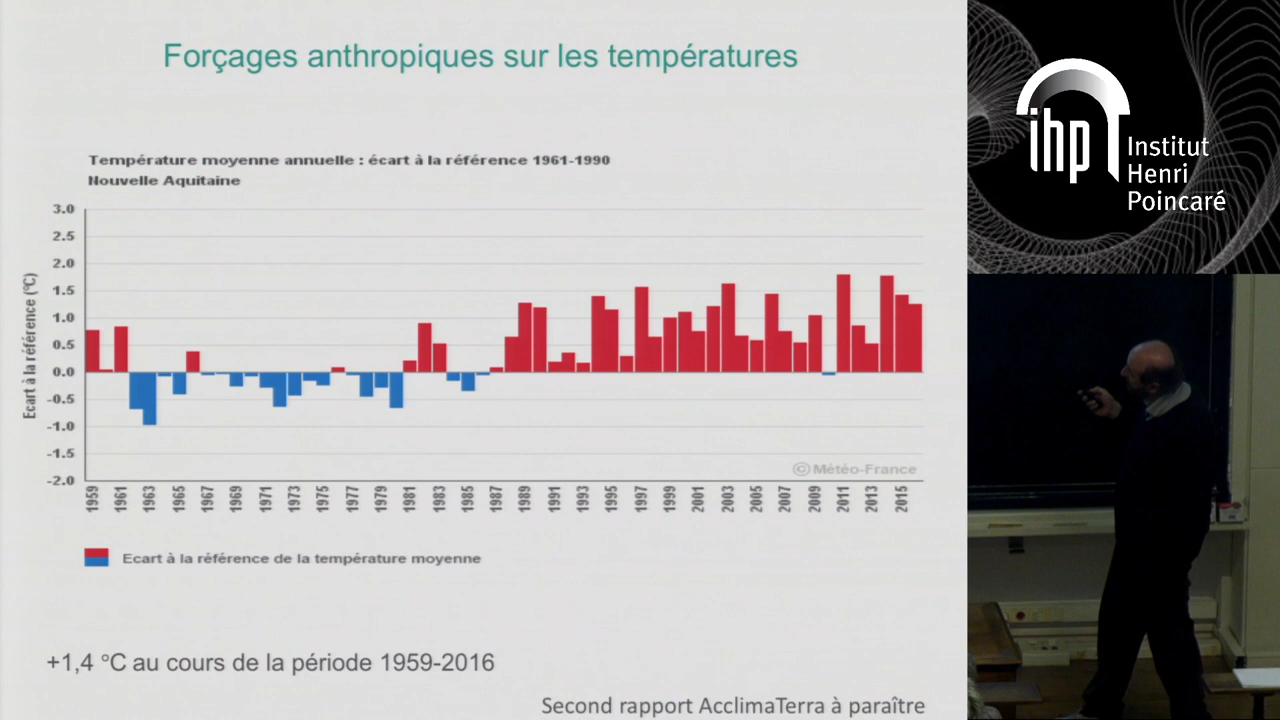 Forçages anthropiques sur les températures
Température moyenne annuelle : écart à la référence 1961-1990
Nouvelle Aquitaine
Ecart à la référence (°C)
3.0
2.5
2.0
1.5
1.0
0.5
0.0
-0.5
-1.0
-1.5
-2.0
© Météo-France
1959 1961 1963 1965 1967 1969 1971 1973 1975 1977 1979 1981 1983 1985 1987 1989 1991 1993 1995 1997 1999 2001 2003 2005 2007 2009 2011 2013 2015
Ecart à la référence de la température moyenne
+1,4 °C au cours de la période 1959-2016
Second rapport AcclimaTerra à paraître
ihp
Institut
Henri
Poincaré